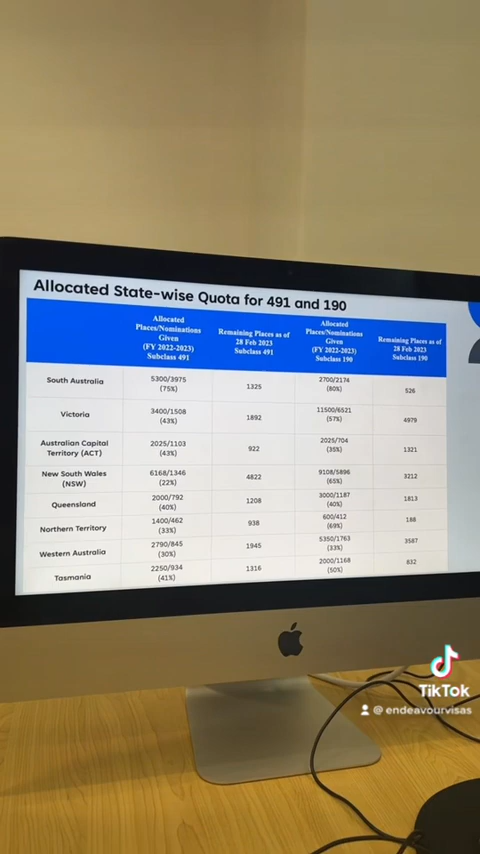 Allocated State-wise Quota for 491 and 190
Allocated
Places/Nominations
Given
(FY 2022-2023)
Subclass 491
Remaining Places as of
28 Feb 2023
Subclass 491
Allocated
Places/Nominations
Given
(FY 2022-2023)
Subclass 190
Remaining Places as of
28 Feb 2023
Subclass 190
South Australia
5300/3975
(75%)
1325
2700/2174
(80%)
526
Victoria
3400/1508
(43%)
1892
11500/6521
(57%)
4979
Australian Capital
Territory (ACT)
2025/1103
(43%)
922
2025/704
(35%)
1321
New South Wales
(NSW)
6168/1346
(22%)
4822
9108/5896
(65%)
3212
Queensland
2000/792
(40%)
1208
3000/1187
(40%)
1813
Northern Territory
1400/462
(33%)
938
600/412
(69%)
188
Western Australia
2790/845
(30%)
1945
5350/1763
(33%)
3587
Tasmania
2250/934
(41%)
1316
2000/1168
(50%)
832
TikTok
@endeavourvisas